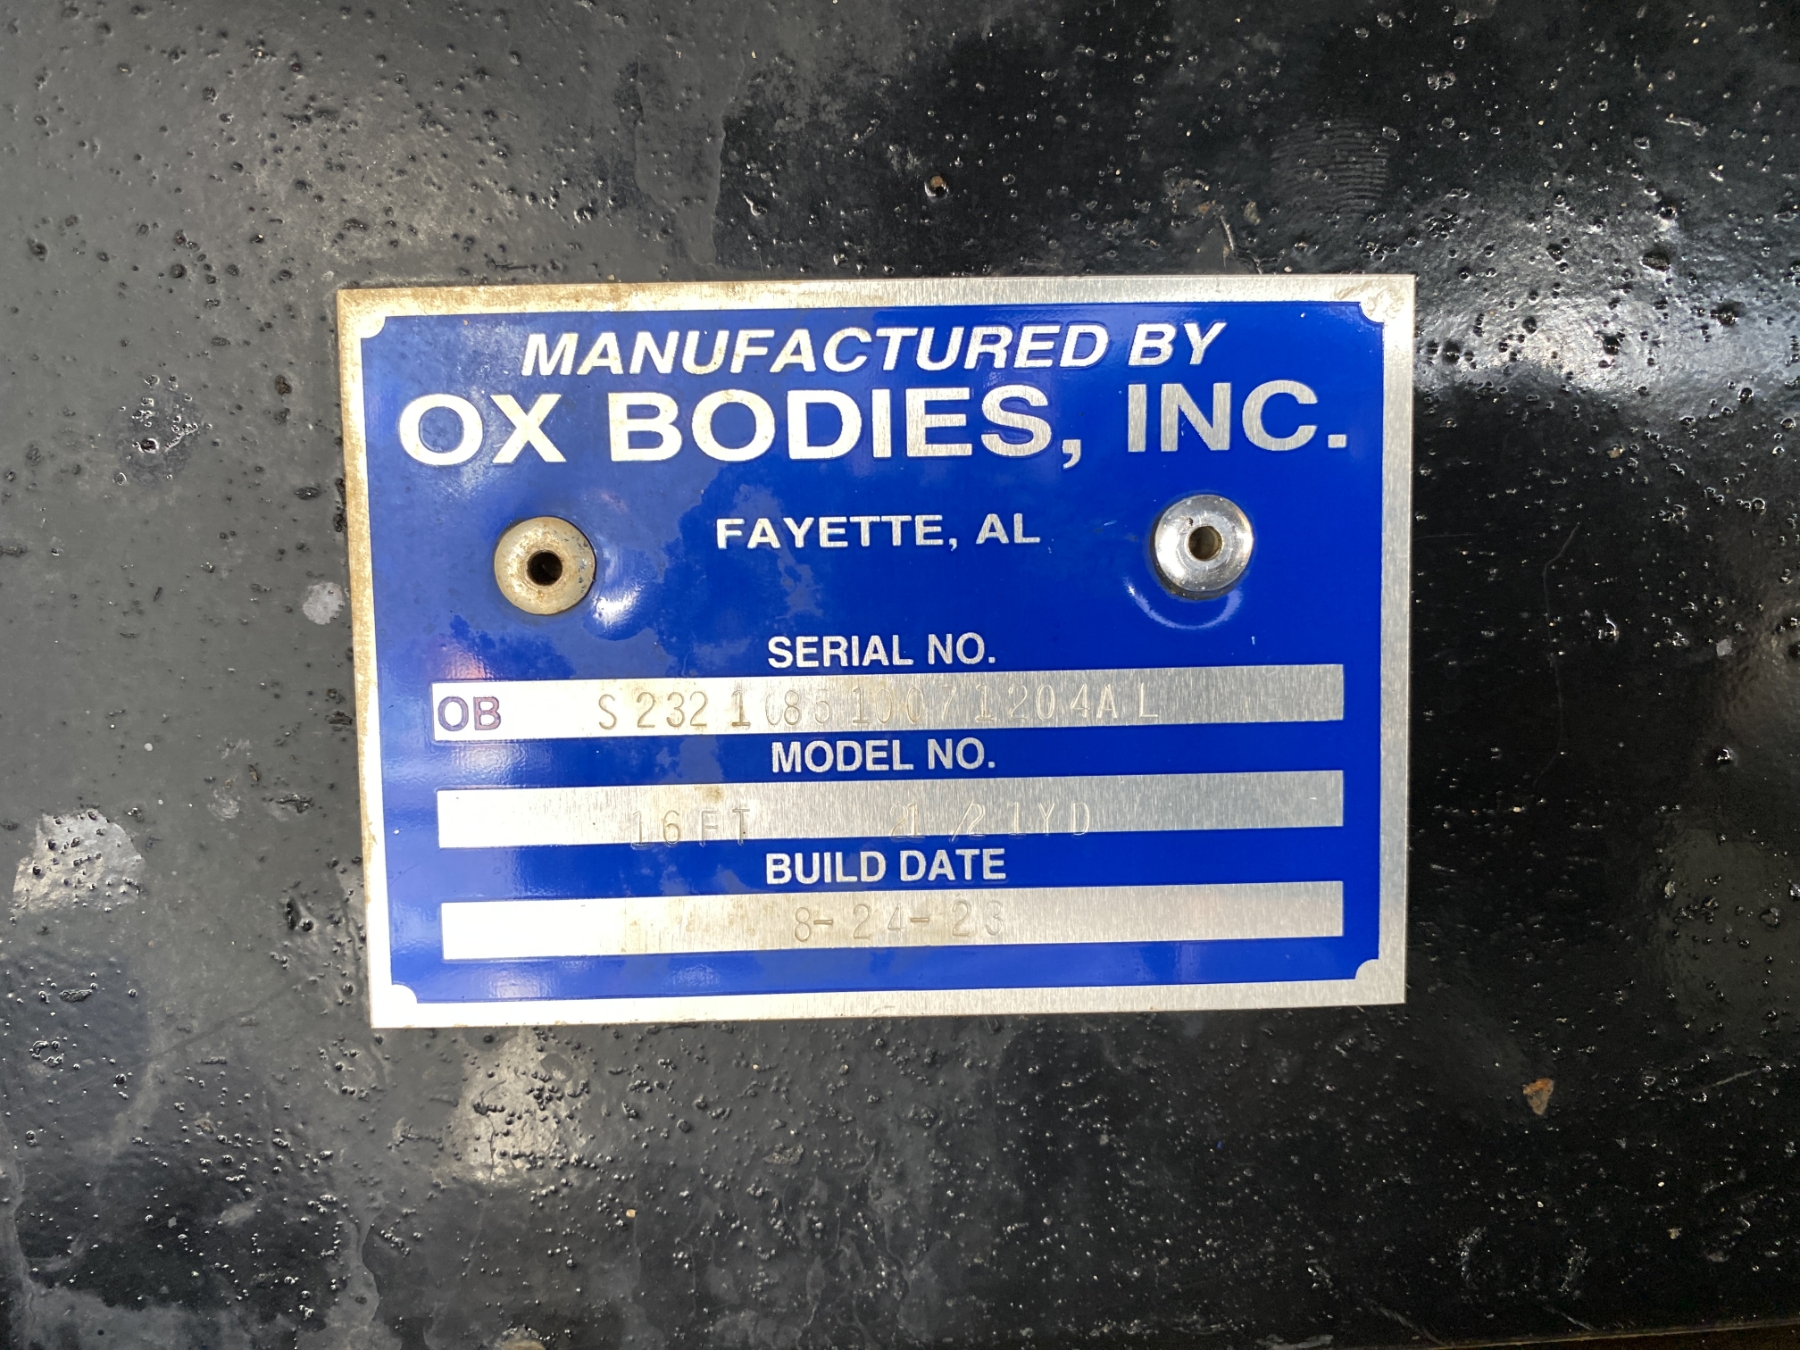 MANUFACTURED BY
OX BODIES, INC.
FAYETTE, AL
SERIAL NO.
OB
MODEL NO.
16FT
BUILD DATE
8-24-23